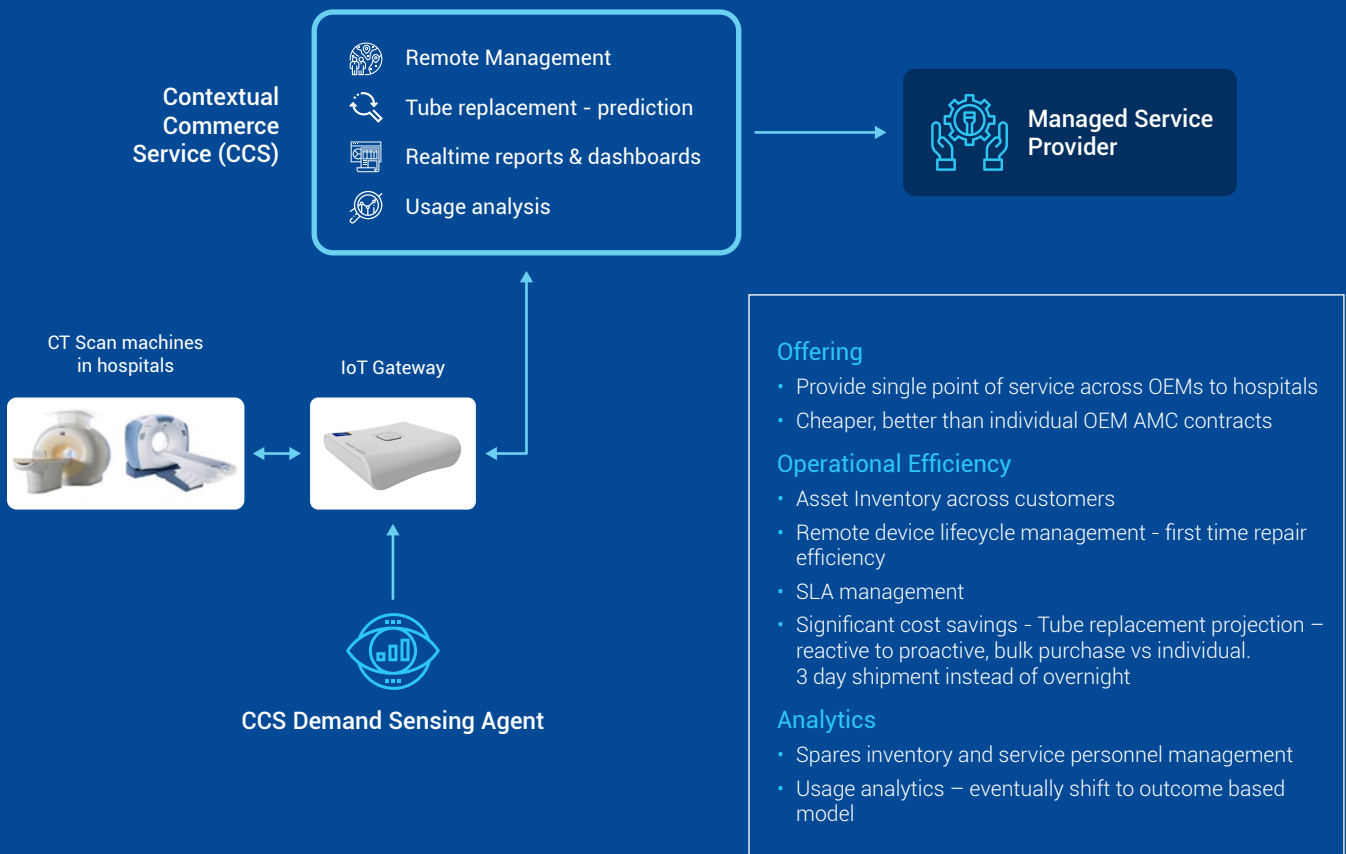 Contextual
Commerce
Service (CCS)
Remote Management
Tube replacement - prediction
Realtime reports & dashboards
Usage analysis
Managed Service
Provider
CT Scan machines
in hospitals
IoT Gateway
CCS Demand Sensing Agent
Offering
• Provide single point of service across OEMs to hospitals
• Cheaper, better than individual OEM AMC contracts
Operational Efficiency
• Asset Inventory across customers
• Remote device lifecycle management - first time repair
efficiency
• SLA management
• Significant cost savings - Tube replacement projection –
reactive to proactive, bulk purchase vs individual.
3 day shipment instead of overnight
Analytics
• Spares inventory and service personnel management
• Usage analytics – eventually shift to outcome based
model